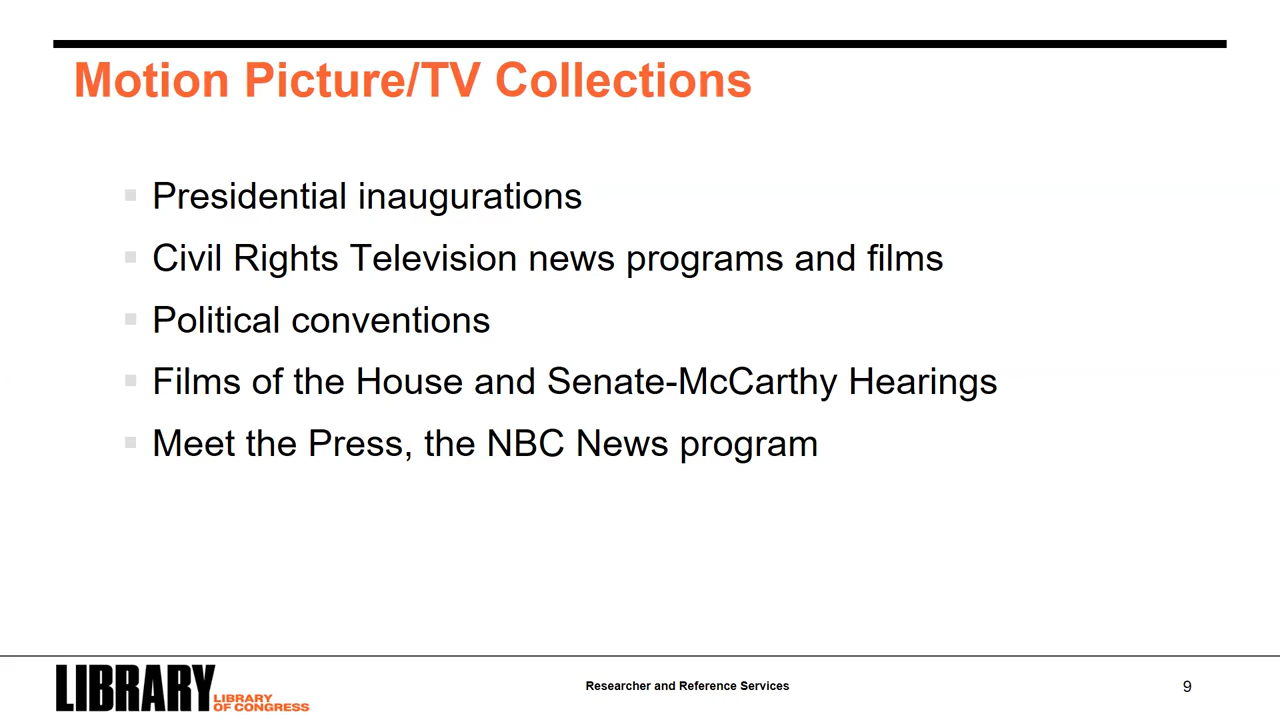 Motion Picture/TV Collections
Presidential inaugurations
Civil Rights Television news programs and films
Political conventions
Films of the House and Senate-McCarthy Hearings
Meet the Press, the NBC News program
LIBRARY
LIBRARY
OF CONGRESS
Researcher and Reference Services
9